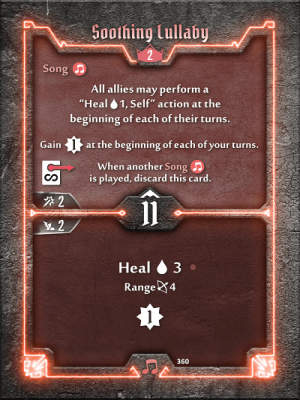 Soothing Lullaby
2
Song
All allies may perform a
"Heal 1, Self" action at the
beginning of each of their turns.
Gain 1 at the beginning of each of your turns.
When another Song
is played, discard this card.
2
11
2
Heal 3
Range 4
1
360